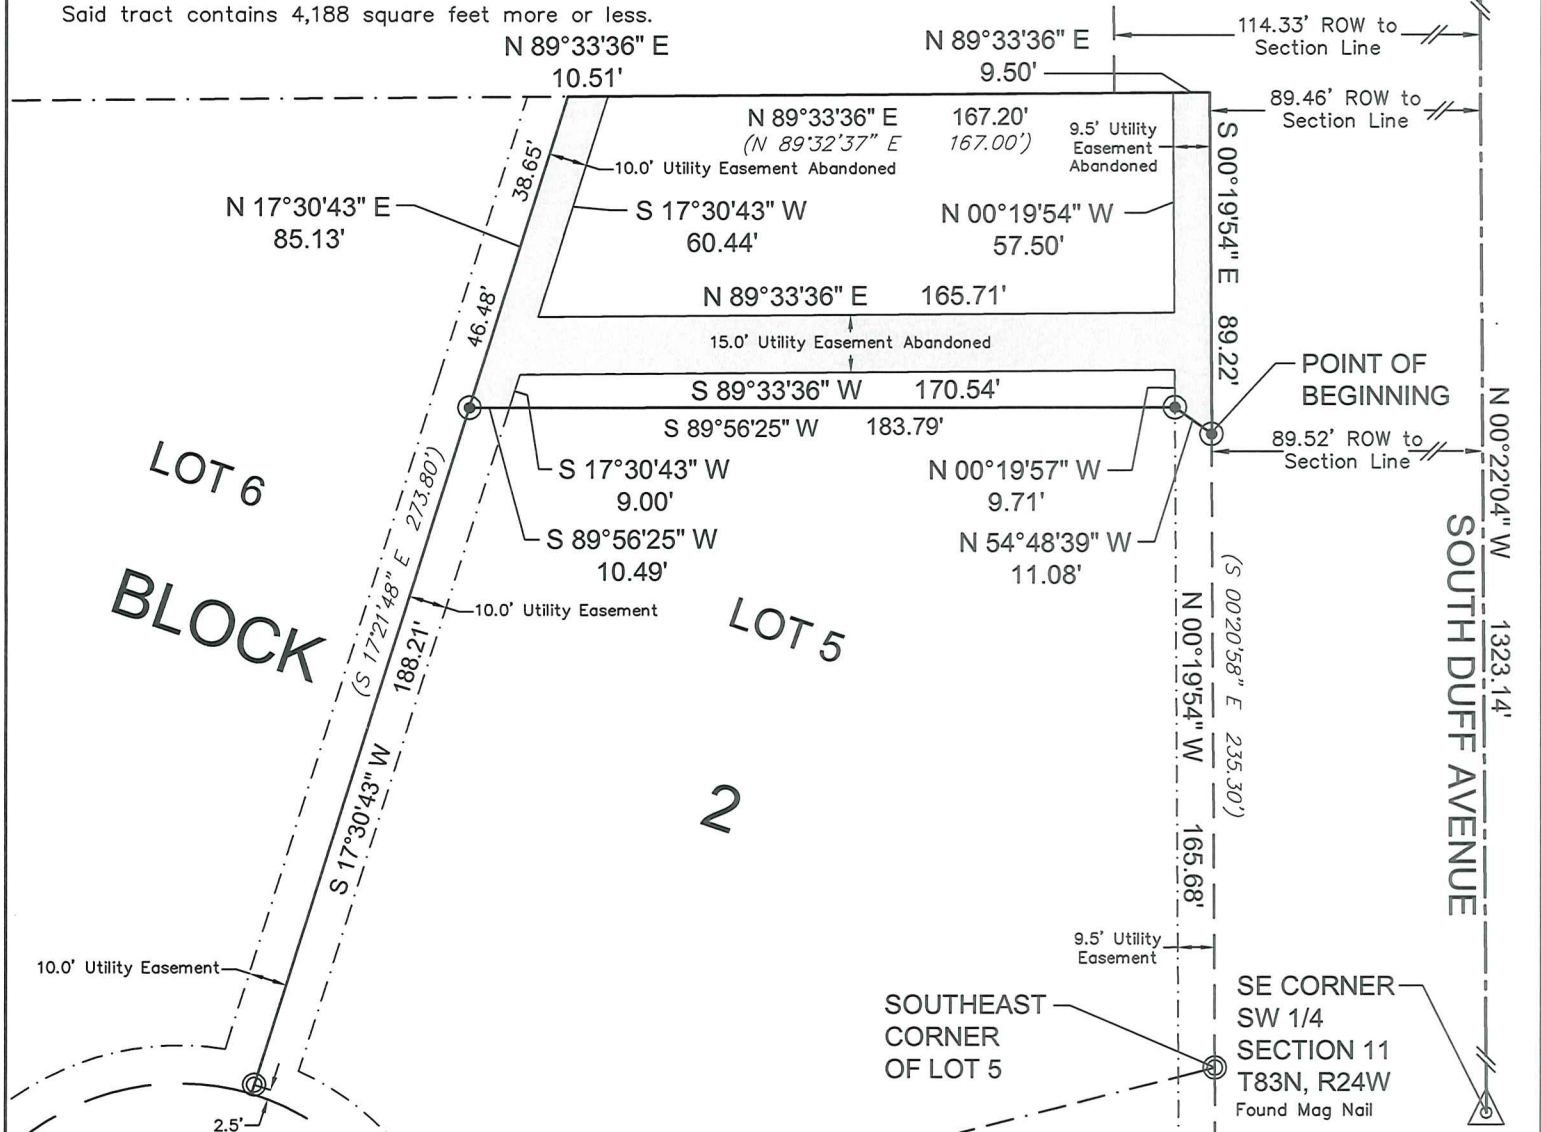 Said tract contains 4,188 square feet more or less.
N 89°33'36" E
10.51'
N 89°33'36" E
9.50'
114.33' ROW to
Section Line
N 89°33'36" E 167.20'
(N 89°32'37" E 167.00')
9.5' Utility
Easement
Abandoned
89.46' ROW to
Section Line
10.0' Utility Easement Abandoned
38.65'
N 17°30'43" E
85.13'
S 17°30'43" W
60.44'
N 00°19'54" W
57.50'
S 00°19'54" E 89.22'
46.48'
N 89°33'36" E 165.71'
15.0' Utility Easement Abandoned
S 89°33'36" W 170.54'
S 89°56'25" W 183.79'
POINT OF
BEGINNING
89.52' ROW to
Section Line
N 00°22'04" W 1323.14'
SOUTH DUFF AVENUE
LOT 6
S 17°30'43" W
9.00'
N 00°19'57" W
9.71'
S 89°56'25" W
10.49'
N 54°48'39" W
11.08'
(S 17°21'48" E 273.80')
BLOCK
10.0' Utility Easement
LOT 5
188.21'
S 17°30'43" W
N 00°19'54" W 165.68'
(S 00°20'58" E 235.30')
2
10.0' Utility Easement
9.5' Utility
Easement
SOUTHEAST
CORNER
OF LOT 5
SE CORNER
SW 1/4
SECTION 11
T83N, R24W
Found Mag Nail
2.5'